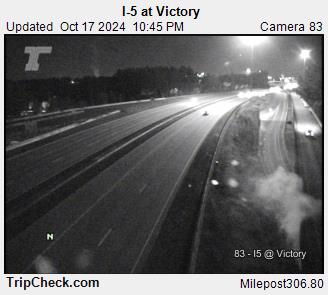 I-5 at Victory
Updated Oct 17 2024 10:45 PM Camera 83
T
N
83 - I5 @ Victory
TripCheck.com Milepost306.80